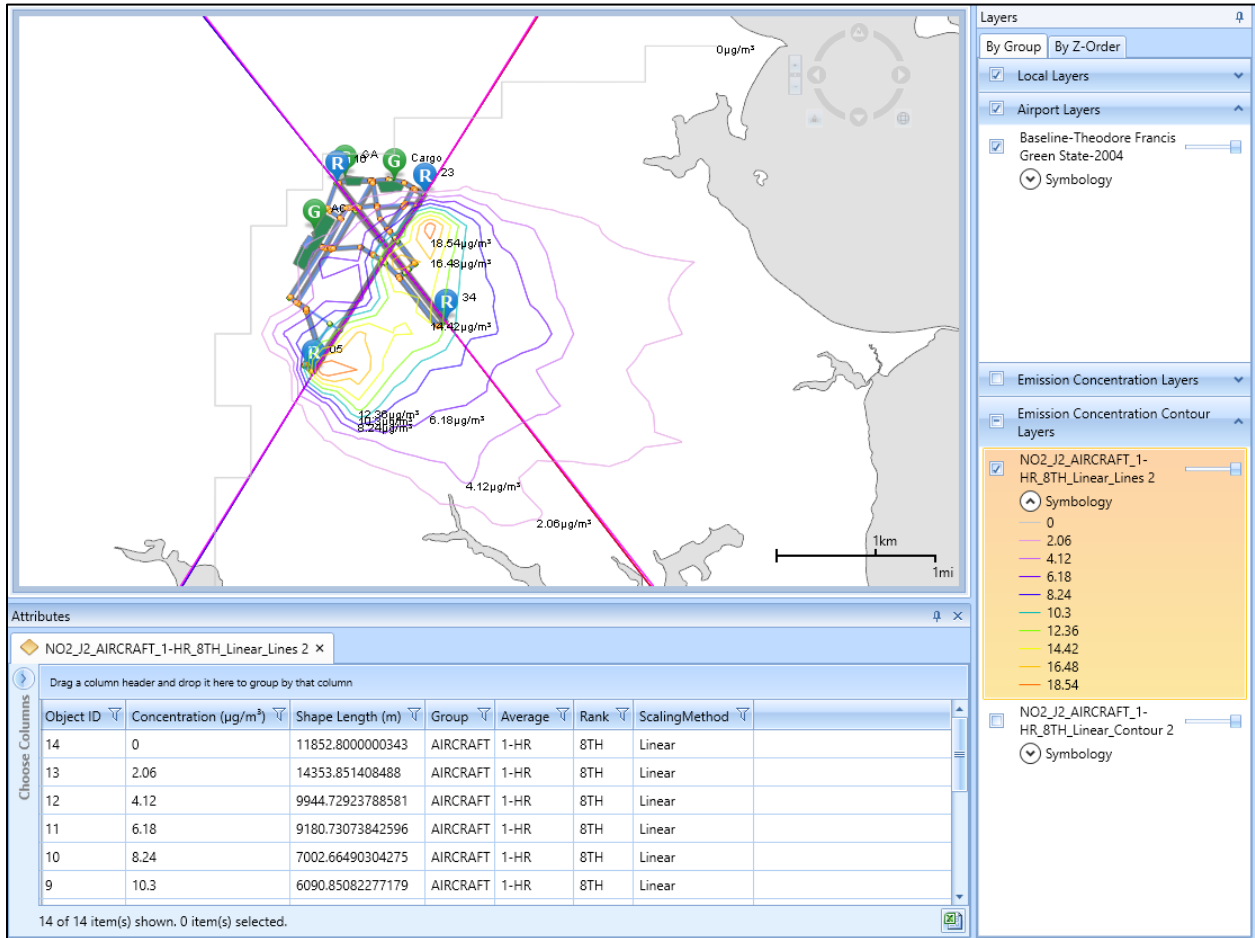 0µg/m³
R
10
GA
G
Cargo
R
23
G
18.54µg/m³
16.48µg/m³
R
34
14.42µg/m³
R
05
12.36µg/m³
10.3µg/m³
8.24µg/m³
6.18µg/m³
4.12µg/m³
2.06µg/m³
1km
1mi
Layers
By Group
By Z-Order
Local Layers
Airport Layers
Baseline-Theodore Francis
Green State-2004
Symbology
Emission Concentration Layers
Emission Concentration Contour
Layers
NO2_J2_AIRCRAFT_1-
HR_8TH_Linear_Lines 2
Symbology
0
2.06
4.12
6.18
8.24
10.3
12.36
14.42
16.48
18.54
NO2_J2_AIRCRAFT_1-
HR_8TH_Linear_Contour 2
Symbology
Attributes
NO2_J2_AIRCRAFT_1-HR_8TH_Linear_Lines 2 ×
Choose Columns
Drag a column header and drop it here to group by that column
Object ID Concentration (µg/m³) Shape Length (m) Group Average Rank ScalingMethod
14 0 11852.8000000343 AIRCRAFT 1-HR 8TH Linear
13 2.06 14353.851408488 AIRCRAFT 1-HR 8TH Linear
12 4.12 9944.72923788581 AIRCRAFT 1-HR 8TH Linear
11 6.18 9180.73073842596 AIRCRAFT 1-HR 8TH Linear
10 8.24 7002.66490304275 AIRCRAFT 1-HR 8TH Linear
9 10.3 6090.85082277179 AIRCRAFT 1-HR 8TH Linear
14 of 14 item(s) shown. 0 item(s) selected.